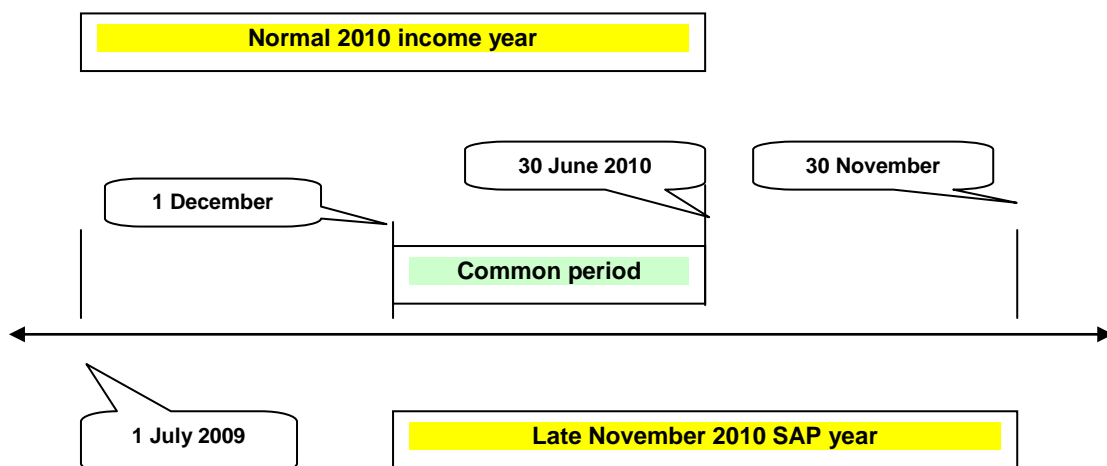 Normal 2010 income year
30 June 2010
30 November
1 December
Common period
1 July 2009
Late November 2010 SAP year